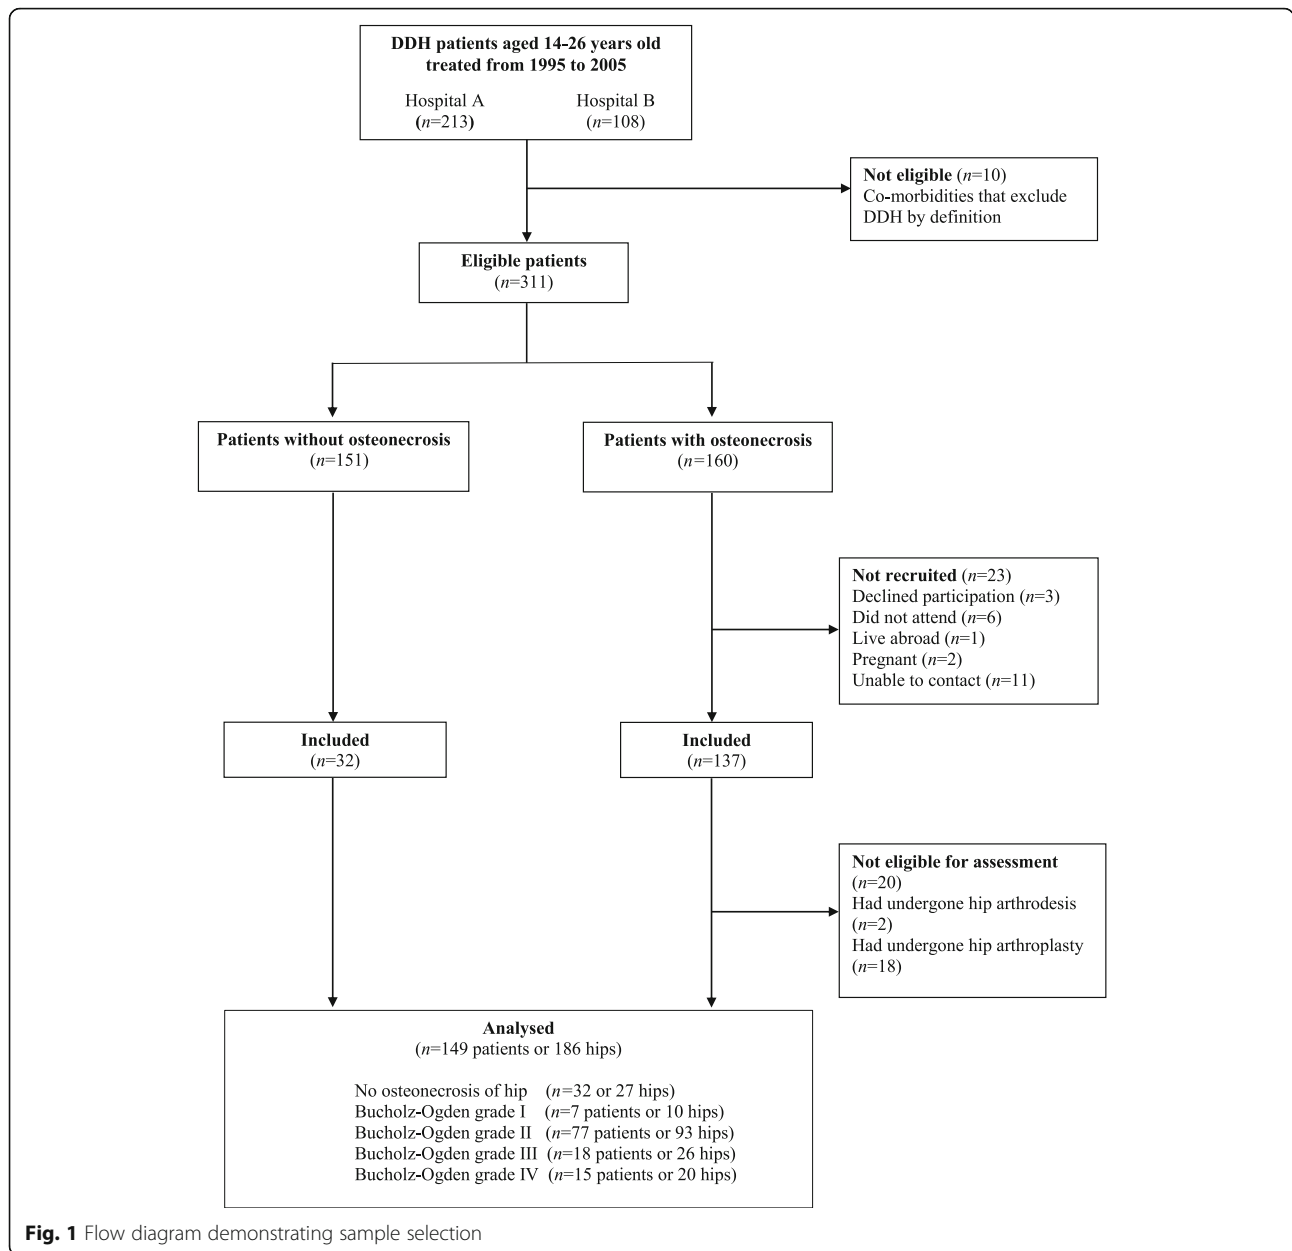 DDH patients aged 14-26 years old
treated from 1995 to 2005
Hospital A Hospital B
(n=213) (n=108)
Not eligible (n=10)
Co-morbidities that exclude
DDH by definition
Eligible patients
(n=311)
Patients without osteonecrosis
(n=151)
Patients with osteonecrosis
(n=160)
Not recruited (n=23)
Declined participation (n=3)
Did not attend (n=6)
Live abroad (n=1)
Pregnant (n=2)
Unable to contact (n=11)
Included
(n=32)
Included
(n=137)
Not eligible for assessment
(n=20)
Had undergone hip arthrodesis
(n=2)
Had undergone hip arthroplasty
(n=18)
Analysed
(n=149 patients or 186 hips)
No osteonecrosis of hip (n=32 or 27 hips)
Bucholz-Ogden grade I (n=7 patients or 10 hips)
Bucholz-Ogden grade II (n=77 patients or 93 hips)
Bucholz-Ogden grade III (n=18 patients or 26 hips)
Bucholz-Ogden grade IV (n=15 patients or 20 hips)
Fig. 1 Flow diagram demonstrating sample selection